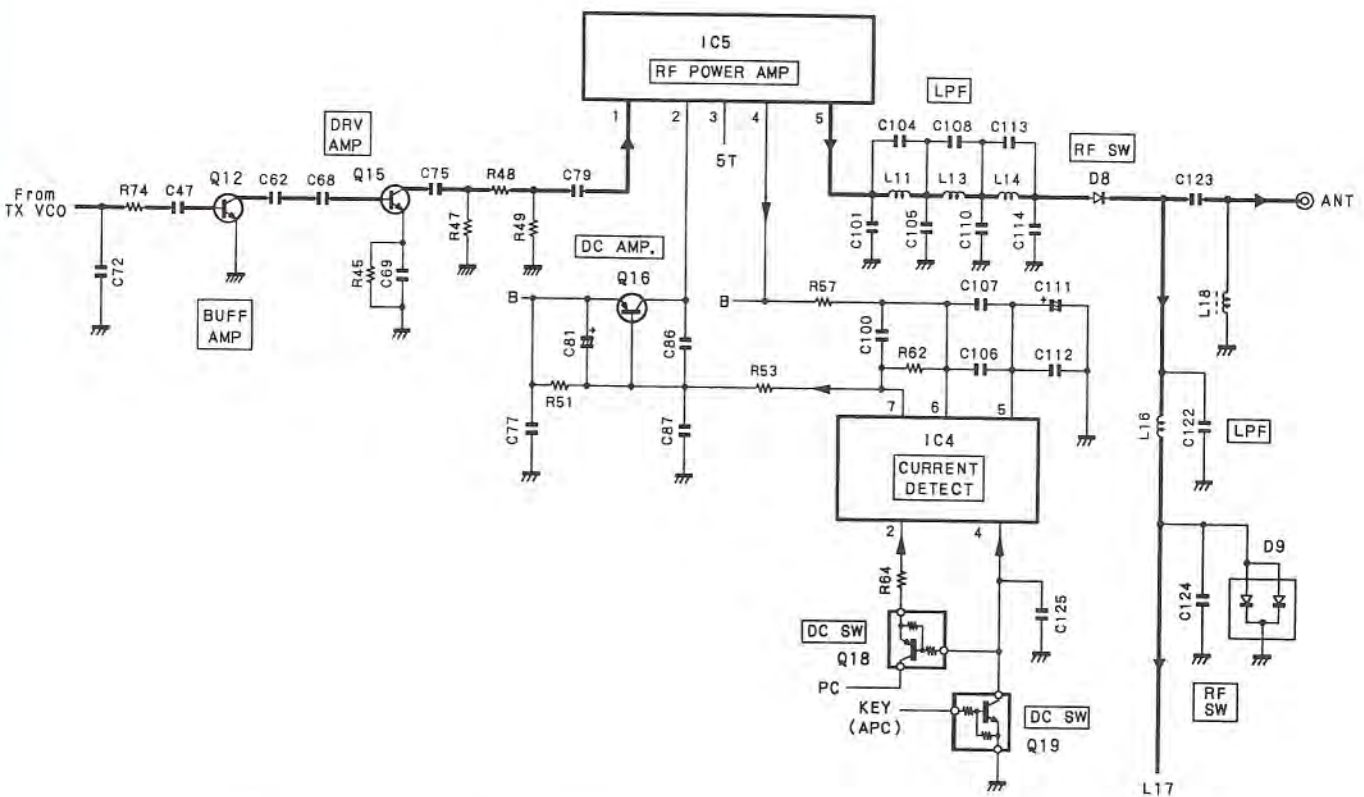 IC5
RF POWER AMP
LPF
1
2
3
4
5
C104
C108
C113
DRV
AMP
5T
RF SW
From
TX VCO
R74
C47
Q12
C62
C68
Q15
C75
R48
C79
L11
L13
L14
D8
C123
ANT
C72
R45
C69
R47
R49
C101
C105
C110
C114
L18
DC AMP.
Q16
BUFF
AMP
B
C81
C86
B
R57
C107
C111
+
+
C100
R62
C106
C112
R51
R53
C77
C87
7
6
5
L16
C122
LPF
IC4
CURRENT
DETECT
2
4
R64
C125
C124
D9
DC SW
Q18
PC
KEY
(APC)
DC SW
Q19
RF
SW
L17